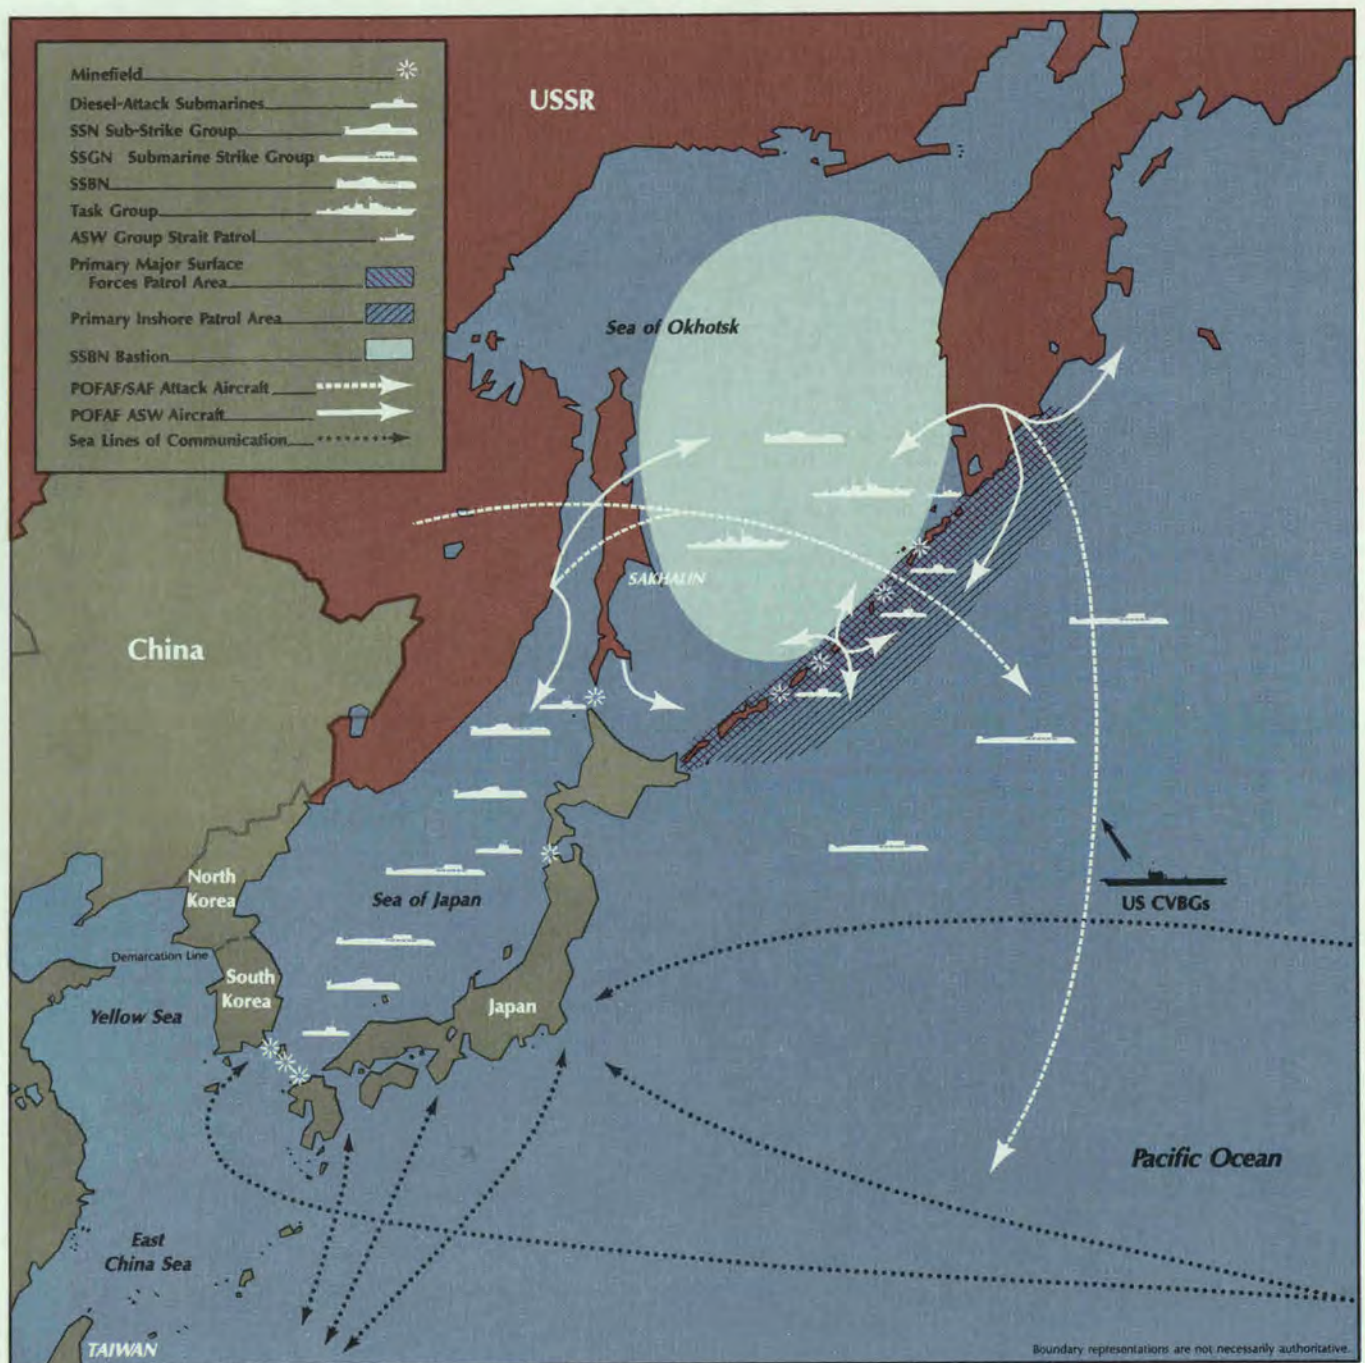 Minefield
Diesel-Attack Submarines
SSN Sub-Strike Group
SSGN Submarine Strike Group
SSBN
Task Group
ASW Group Strait Patrol
Primary Major Surface
Forces Patrol Area
Primary Inshore Patrol Area
SSBN Bastion
POFAF/SAF Attack Aircraft
POFAF ASW Aircraft
Sea Lines of Communication
USSR
Sea of Okhotsk
SAKHALIN
China
North
Korea
Sea of Japan
US CVBGs
Demarcation Line
South
Korea
Japan
Yellow Sea
Pacific Ocean
East
China Sea
TAIWAN
Boundary representations are not necessarily authoritative.